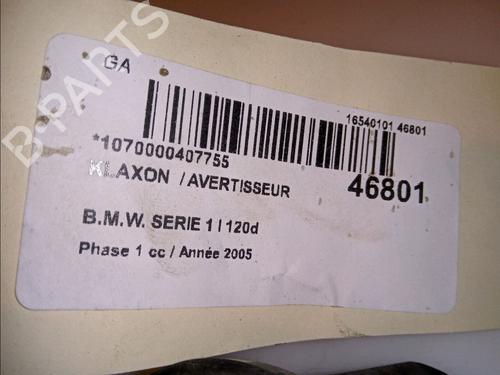 GA
16540101 46801
*1070000407755
KLAXON / AVERTISSEUR
46801
B.M.W. SERIE 1 I 120d
Phase 1 cc / Année 2005
B-PARTS